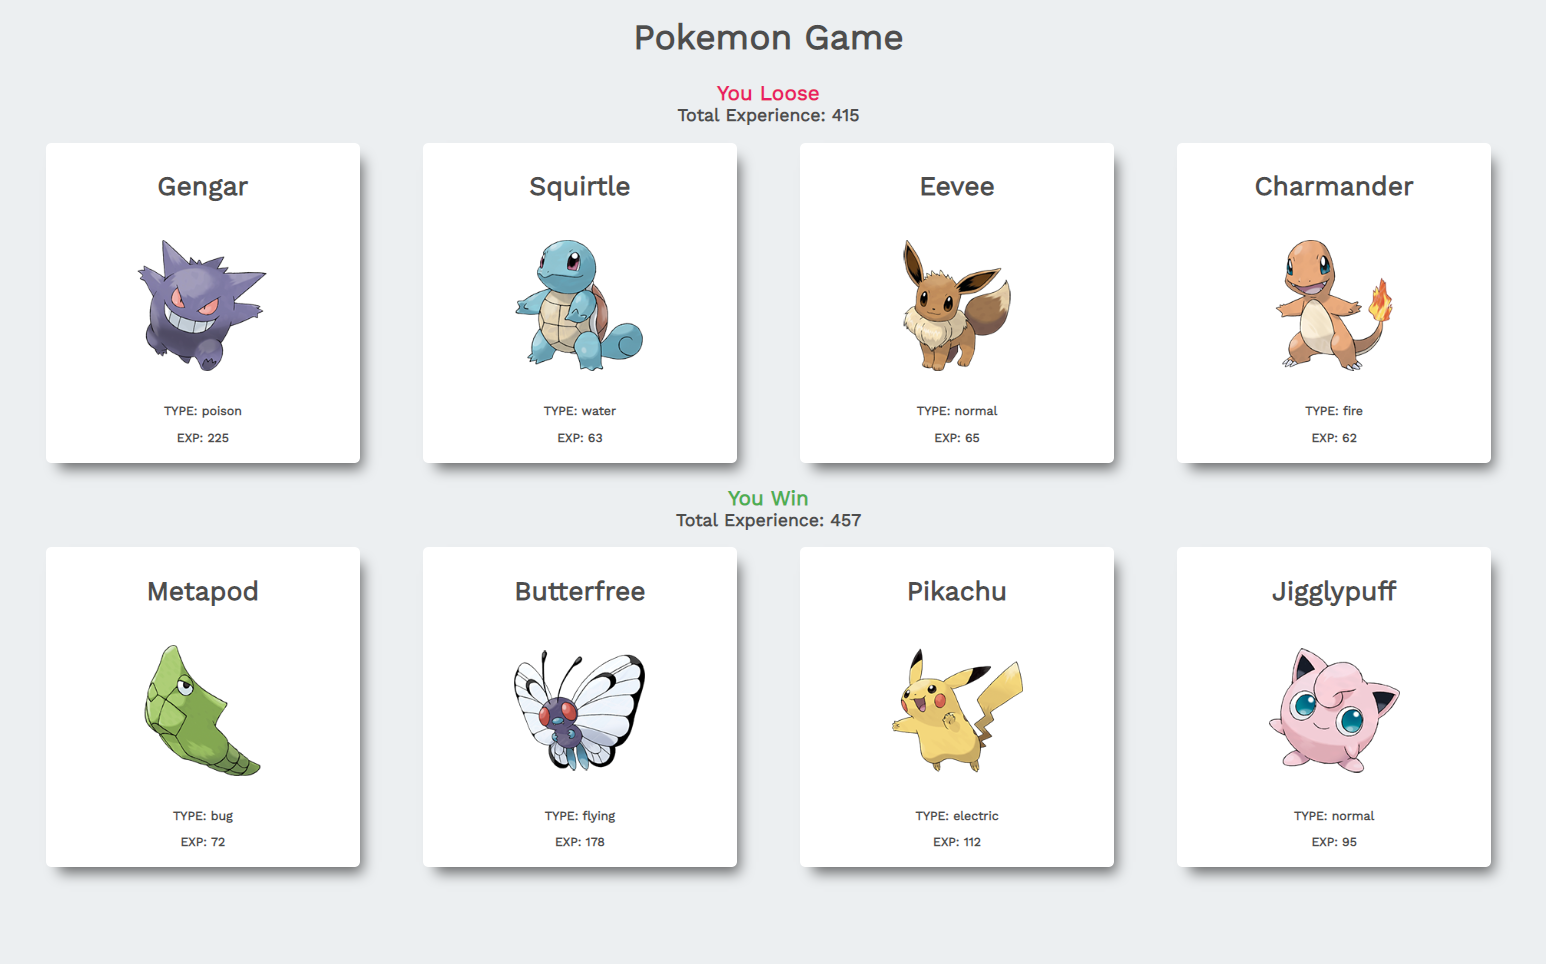 Pokemon Game
You Loose
Total Experience: 415
Gengar
TYPE: poison
EXP: 225
Squirtle
TYPE: water
EXP: 63
Eevee
TYPE: normal
EXP: 65
Charmander
TYPE: fire
EXP: 62
You Win
Total Experience: 457
Metapod
TYPE: bug
EXP: 72
Butterfree
TYPE: flying
EXP: 178
Pikachu
TYPE: electric
EXP: 112
Jigglypuff
TYPE: normal
EXP: 95